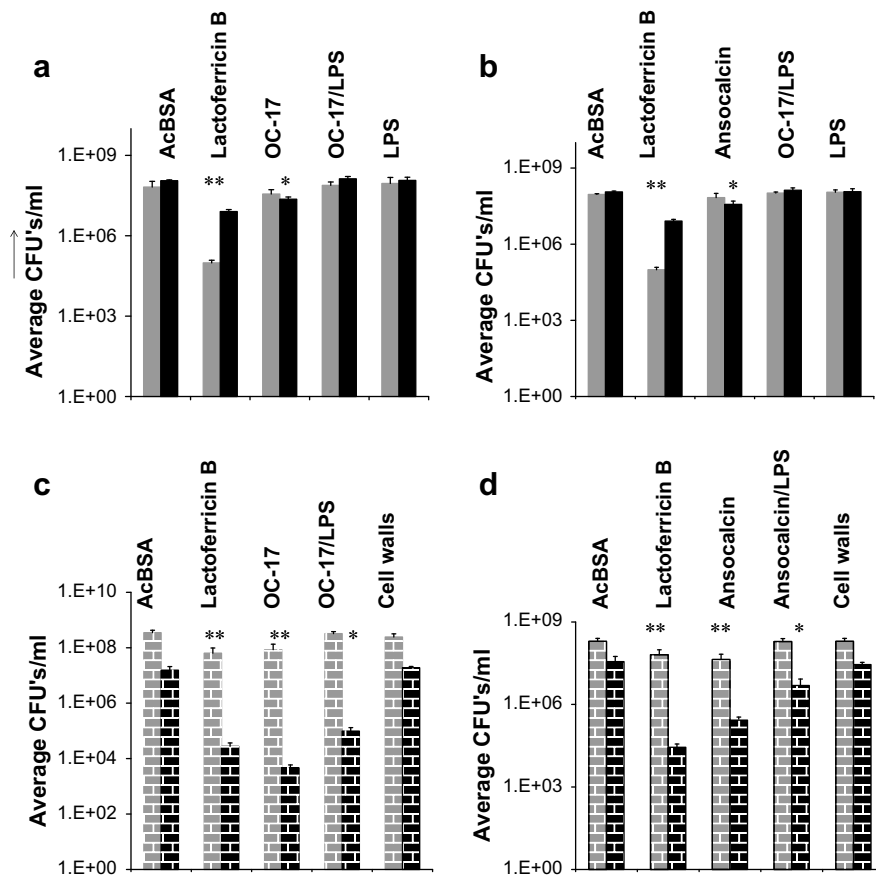 a
AcBSA
Lactoferricin B
OC-17
OC-17/LPS
LPS
1.E+09
1.E+06
1.E+03
1.E+00
Average CFU's/ml
** *
b
AcBSA
Lactoferricin B
Ansocalcin
OC-17/LPS
LPS
1.E+09
1.E+06
1.E+03
1.E+00
Average CFU's/ml
** *
c
AcBSA
Lactoferricin B
OC-17
OC-17/LPS
Cell walls
1.E+10
1.E+08
1.E+06
1.E+04
1.E+02
1.E+00
Average CFU's/ml
** ** *
d
AcBSA
Lactoferricin B
Ansocalcin
Ansocalcin/LPS
Cell walls
1.E+09
1.E+06
1.E+03
1.E+00
Average CFU's/ml
** ** *